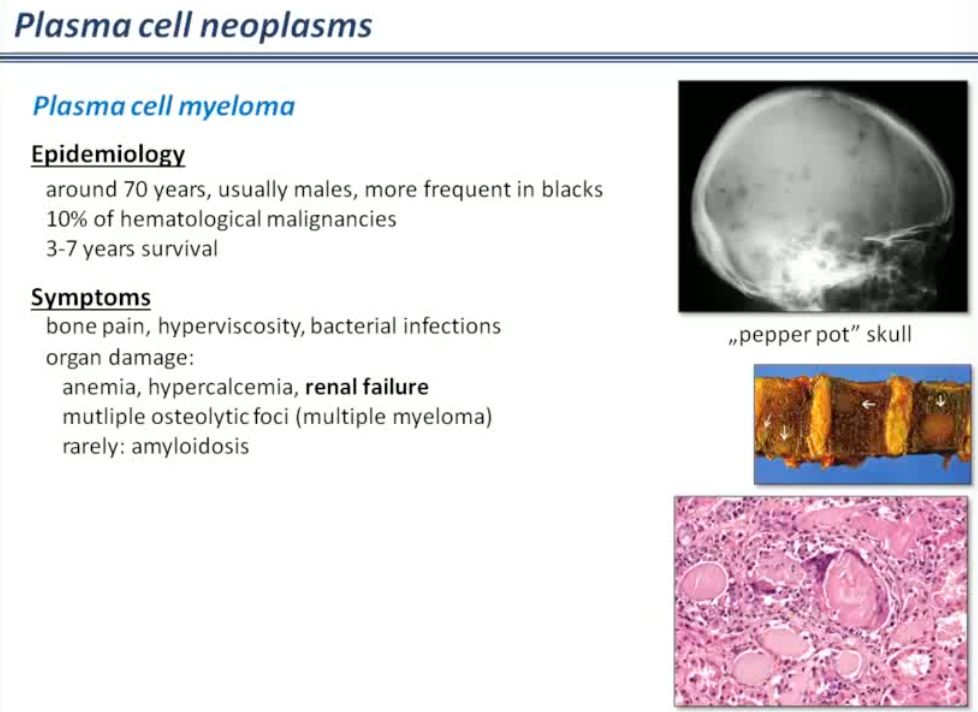 Plasma cell neoplasms
Plasma cell myeloma
Epidemiology
around 70 years, usually males, more frequent in blacks
10% of hematological malignancies
3-7 years survival
Symptoms
bone pain, hyperviscosity, bacterial infections
organ damage:
anemia, hypercalcemia, renal failure
mutliple osteolytic foci (multiple myeloma)
rarely: amyloidosis
„pepper pot” skull